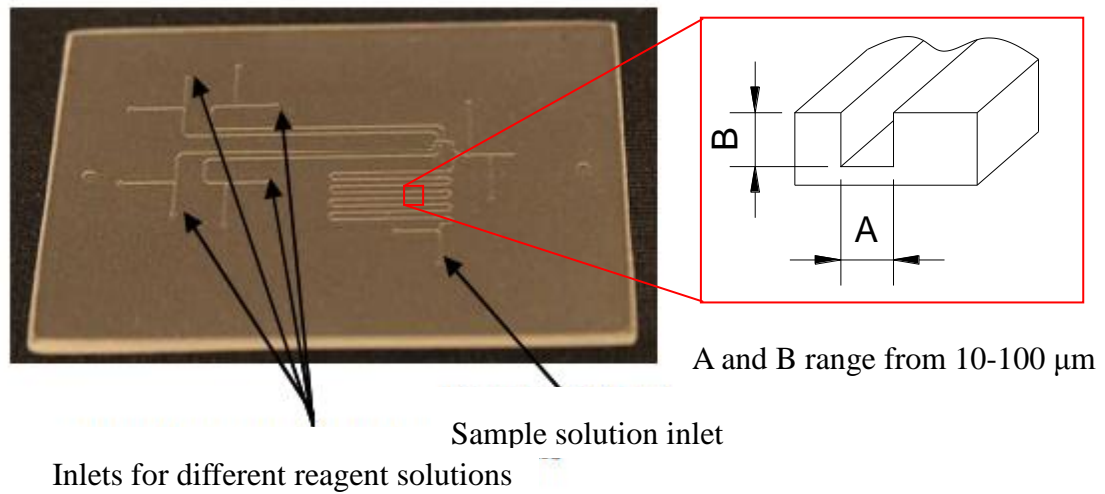 B
A
A and B range from 10-100 μm
Sample solution inlet
Inlets for different reagent solutions